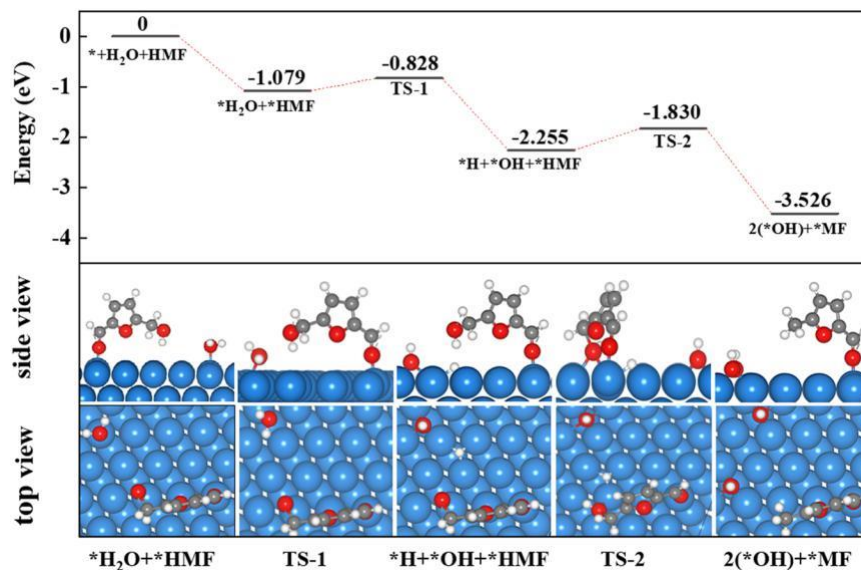 0
*+H₂O+HMF
-1.079
*H₂O+*HMF
-0.828
TS-1
-2.255
*H+*OH+*HMF
-1.830
TS-2
-3.526
2(*OH)+*MF
Energy (eV)
0
-1
-2
-3
-4
side view
top view
*H₂O+*HMF TS-1 *H+*OH+*HMF TS-2 2(*OH)+*MF